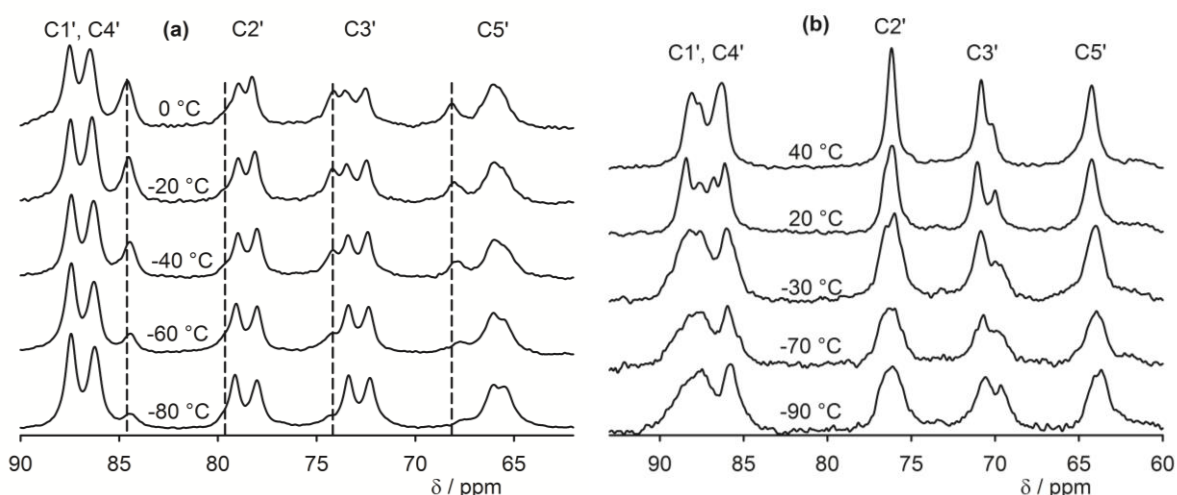 C1', C4' (a) C2' C3' C5'
0 °C
-20 °C
-40 °C
-60 °C
-80 °C
90 85 80 75 70 65
δ / ppm
(b) C2'
C1', C4' C3' C5'
40 °C
20 °C
-30 °C
-70 °C
-90 °C
90 85 80 75 70 65 60
δ / ppm